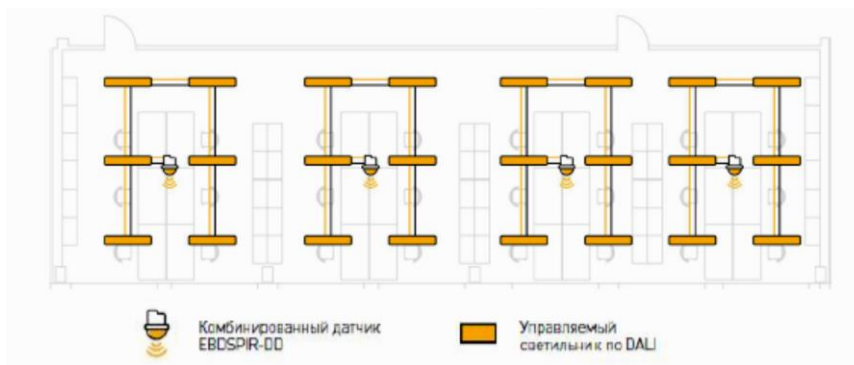 Комбинированный датчик
EBDSPIR-DD
Управляемый
светильник по DALI